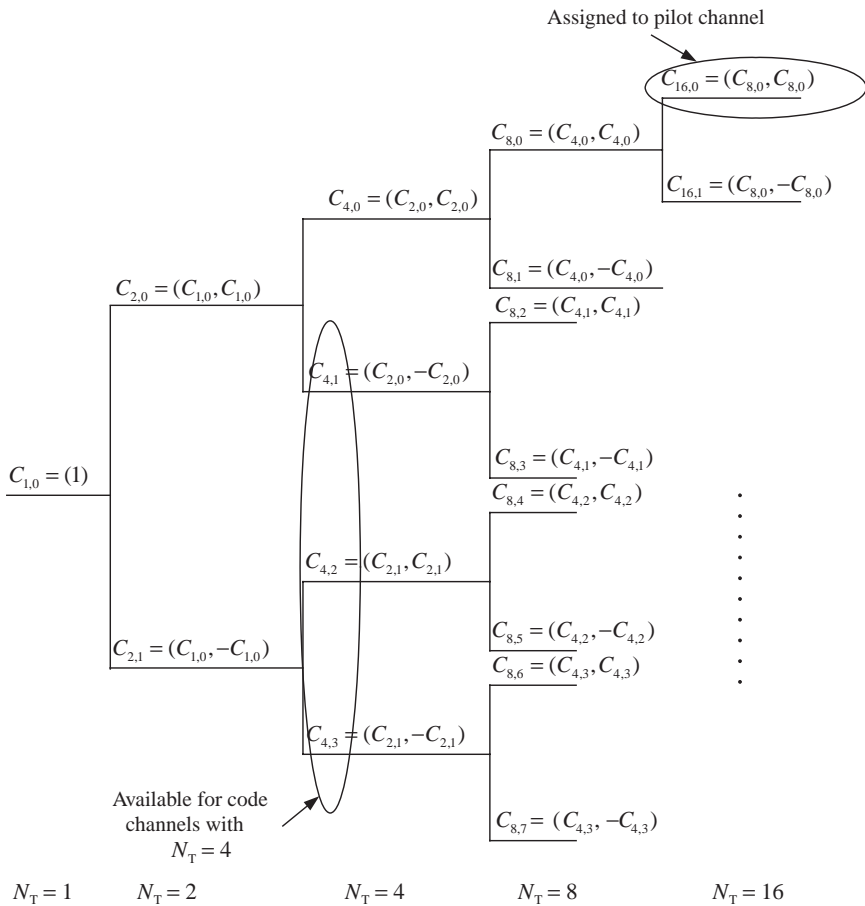 Assigned to pilot channel
C₁₆,₀ = (C₈,₀, C₈,₀)
C₈,₀ = (C₄,₀, C₄,₀)
C₁₆,₁ = (C₈,₀, −C₈,₀)
C₄,₀ = (C₂,₀, C₂,₀)
C₈,₁ = (C₄,₀, −C₄,₀)
C₂,₀ = (C₁,₀, C₁,₀)
C₈,₂ = (C₄,₁, C₄,₁)
C₄,₁ = (C₂,₀, −C₂,₀)
C₈,₃ = (C₄,₁, −C₄,₁)
C₁,₀ = (1)
C₈,₄ = (C₄,₂, C₄,₂)
C₄,₂ = (C₂,₁, C₂,₁)
C₈,₅ = (C₄,₂, −C₄,₂)
C₂,₁ = (C₁,₀, −C₁,₀)
C₈,₆ = (C₄,₃, C₄,₃)
C₄,₃ = (C₂,₁, −C₂,₁)
C₈,₇ = (C₄,₃, −C₄,₃)
Available for code
channels with
N_T = 4
N_T = 1 N_T = 2 N_T = 4 N_T = 8 N_T = 16